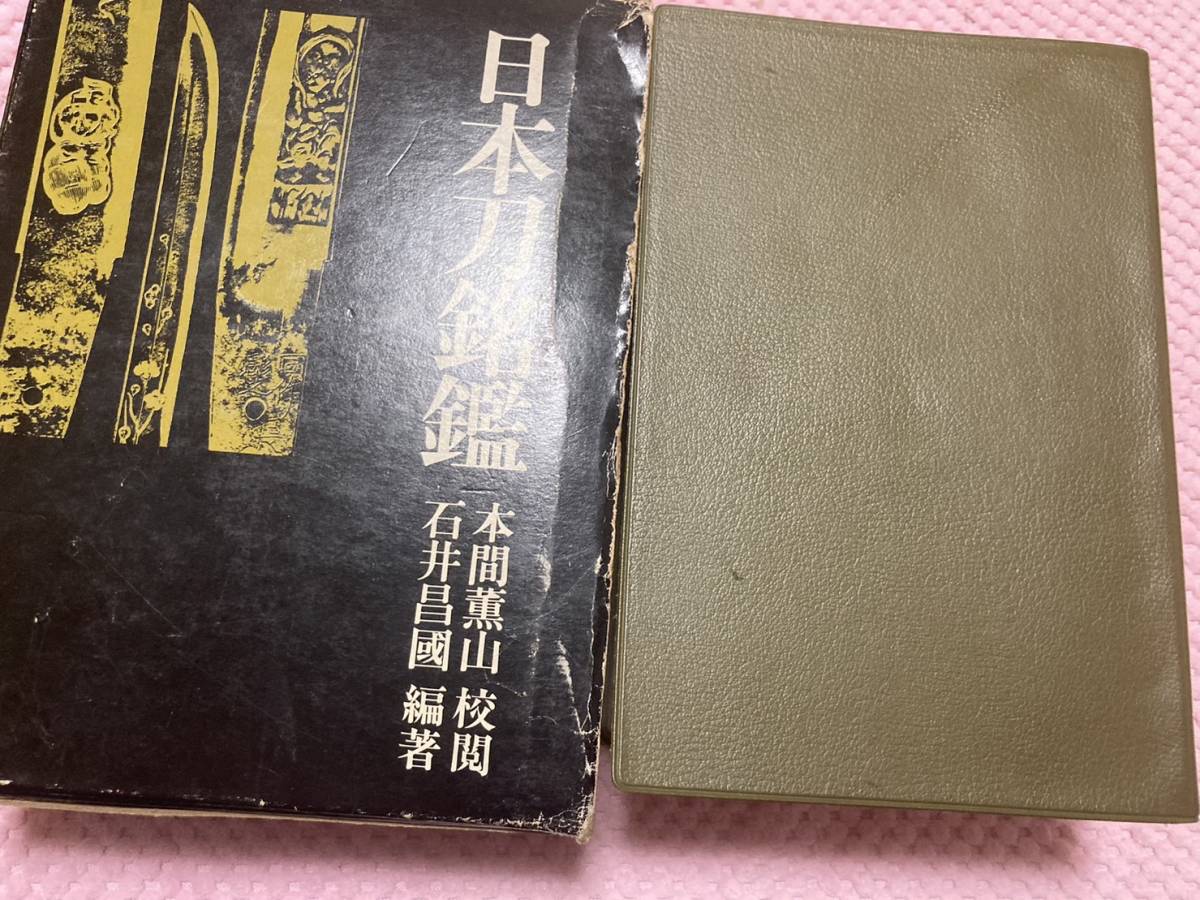 日本刀銘鑑
本間薫山 校閲
石井昌國 編著